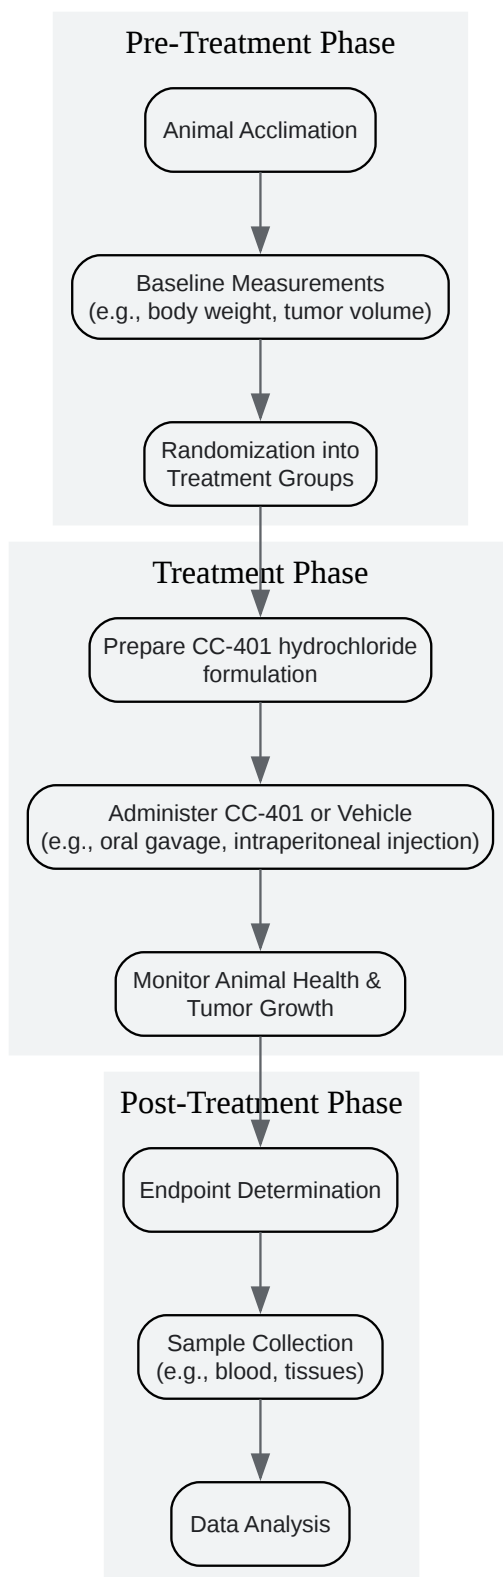 Pre-Treatment Phase
Animal Acclimation
Baseline Measurements
(e.g., body weight, tumor volume)
Randomization into
Treatment Groups
Treatment Phase
Prepare CC-401 hydrochloride
formulation
Administer CC-401 or Vehicle
(e.g., oral gavage, intraperitoneal injection)
Monitor Animal Health &
Tumor Growth
Post-Treatment Phase
Endpoint Determination
Sample Collection
(e.g., blood, tissues)
Data Analysis